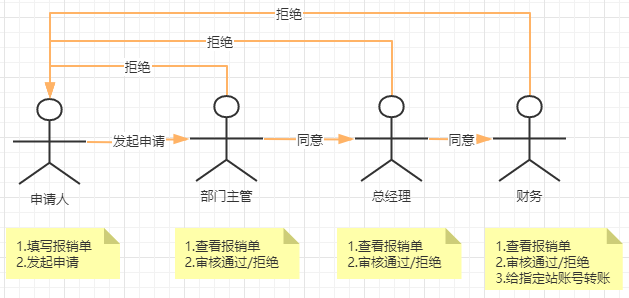 拒绝
拒绝
拒绝
发起申请
同意
同意
申请人
部门主管
总经理
财务
1.填写报销单
2.发起申请
1.查看报销单
2.审核通过/拒绝
1.查看报销单
2.审核通过/拒绝
1.查看报销单
2.审核通过/拒绝
3.给指定站账号转账